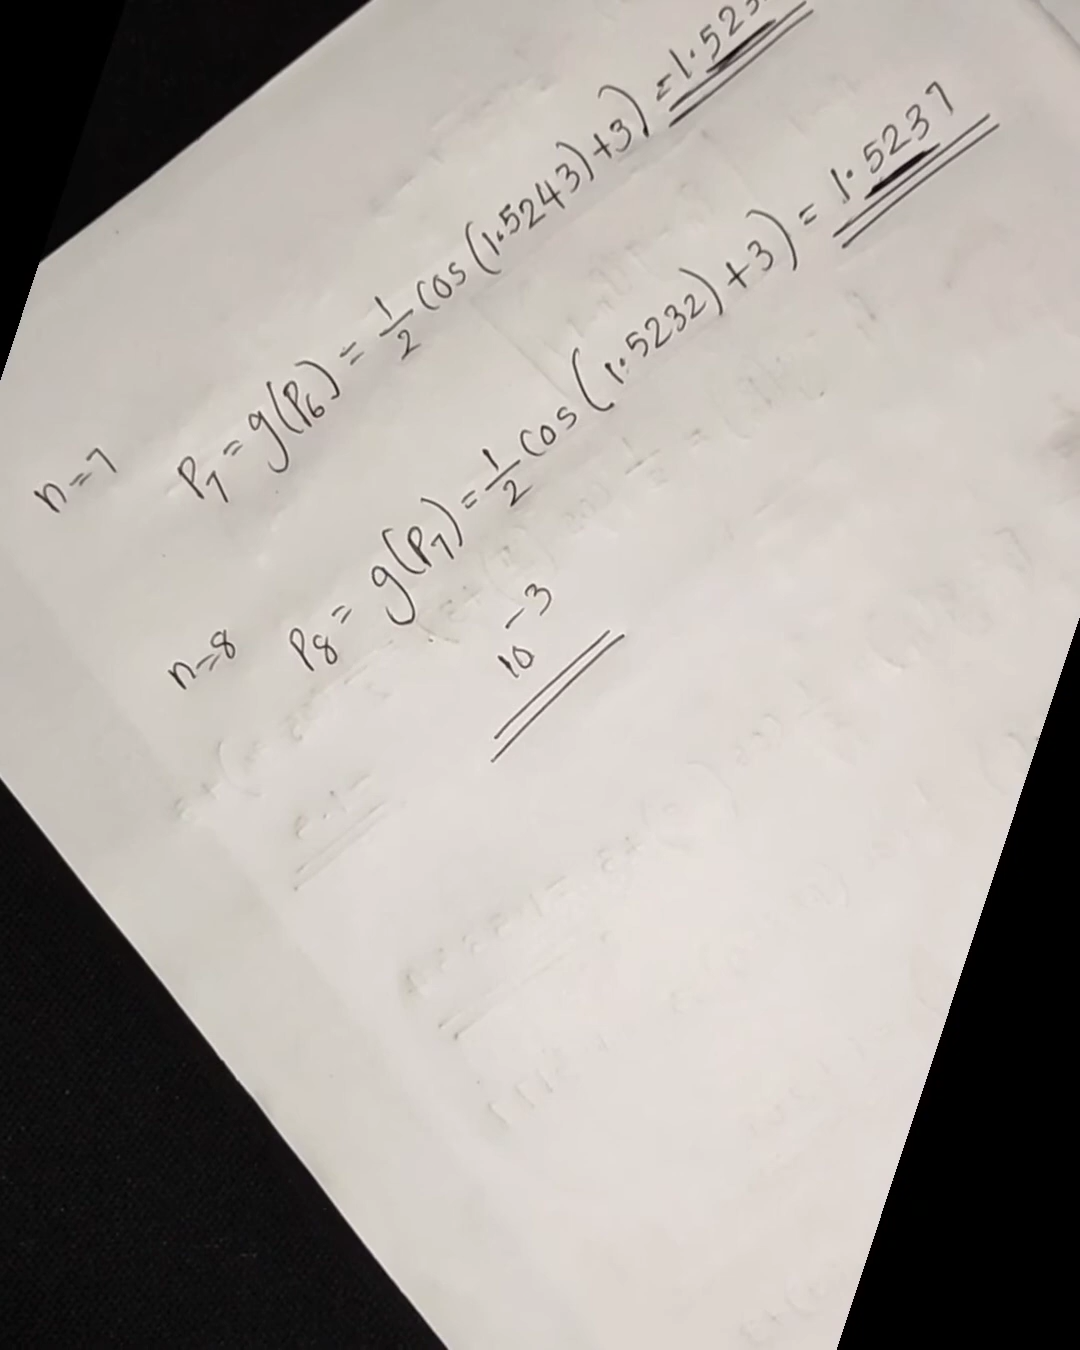 n=7 P₇ = g(P₆) = 1/2 cos(1.5243)+3) = 1.523
n=8 P₈ = g(P₇) = 1/2 cos(1.5232)+3) = 1.5237
10⁻³